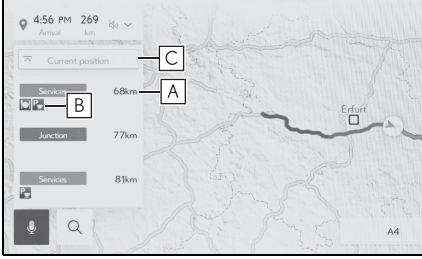 4:56 PM 269
Arrival km
Current position
C
Services 68km
A
B
Junction 77km
Services 81km
Erfurt
A4